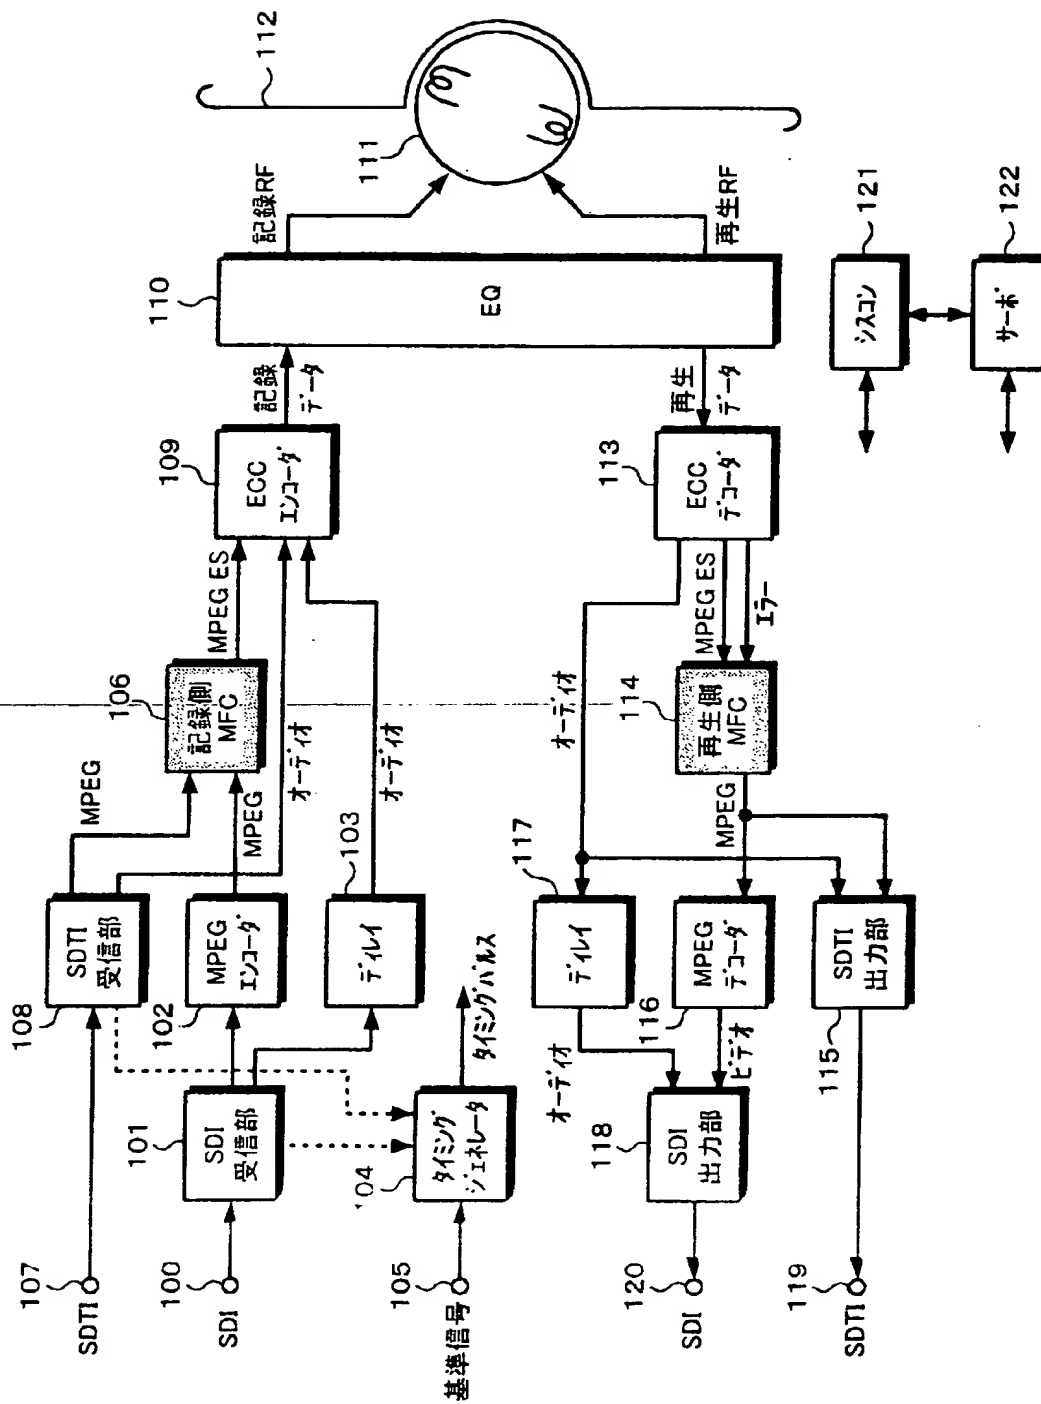 107
SDTI
108
SDTI
受信部
MPEG
106
記録側
MFC
MPEG ES
109
ECC
エンコーダ
記録
データ
110
EQ
記録RF
111
112
100
SDI
101
SDI
受信部
102
MPEG
エンコーダ
MPEG
オーディオ
103
ディレイ
オーディオ
105
基準信号
104
タイミング
ジェネレータ
タイミングパルス
再生RF
再生
データ
113
ECC
デコーダ
MPEG ES
エラー
オーディオ
114
再生側
MFC
MPEG
117
ディレイ
オーディオ
116
MPEG
デコーダ
ビデオ
118
SDI
出力部
120
SDI
115
SDTI
出力部
119
SDTI
121
シスコン
122
サーボ